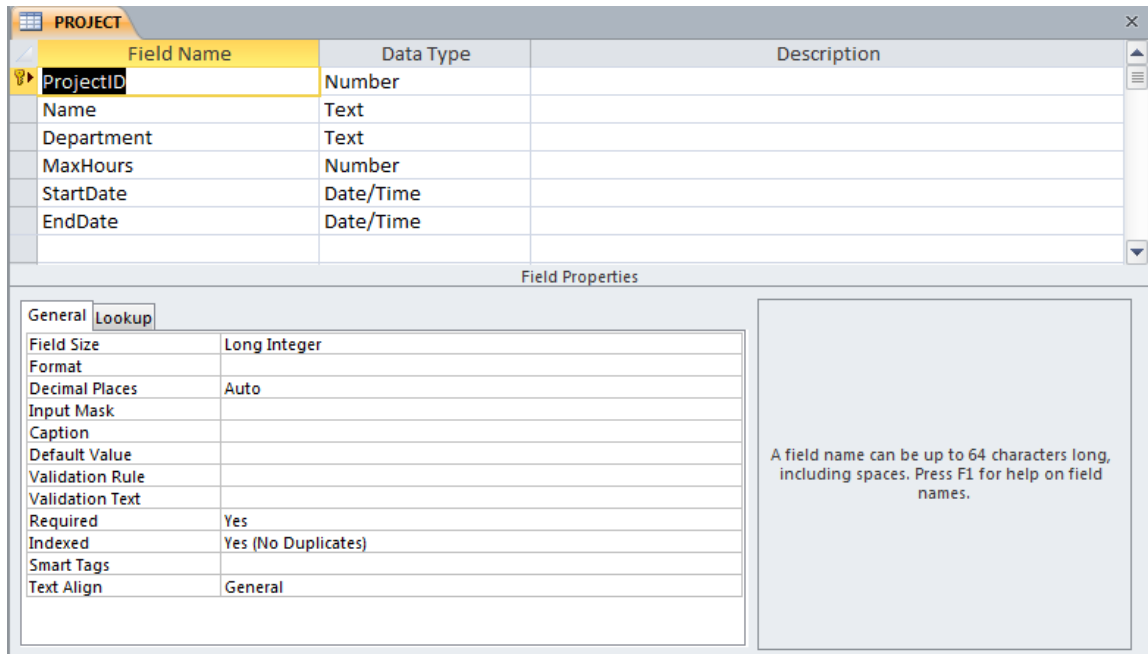 PROJECT
Field Name Data Type Description
ProjectID Number
Name Text
Department Text
MaxHours Number
StartDate Date/Time
EndDate Date/Time
Field Properties
General Lookup
Field Size Long Integer
Format
Decimal Places Auto
Input Mask
Caption
Default Value
Validation Rule
Validation Text
Required Yes
Indexed Yes (No Duplicates)
Smart Tags
Text Align General
A field name can be up to 64 characters long,
including spaces. Press F1 for help on field
names.